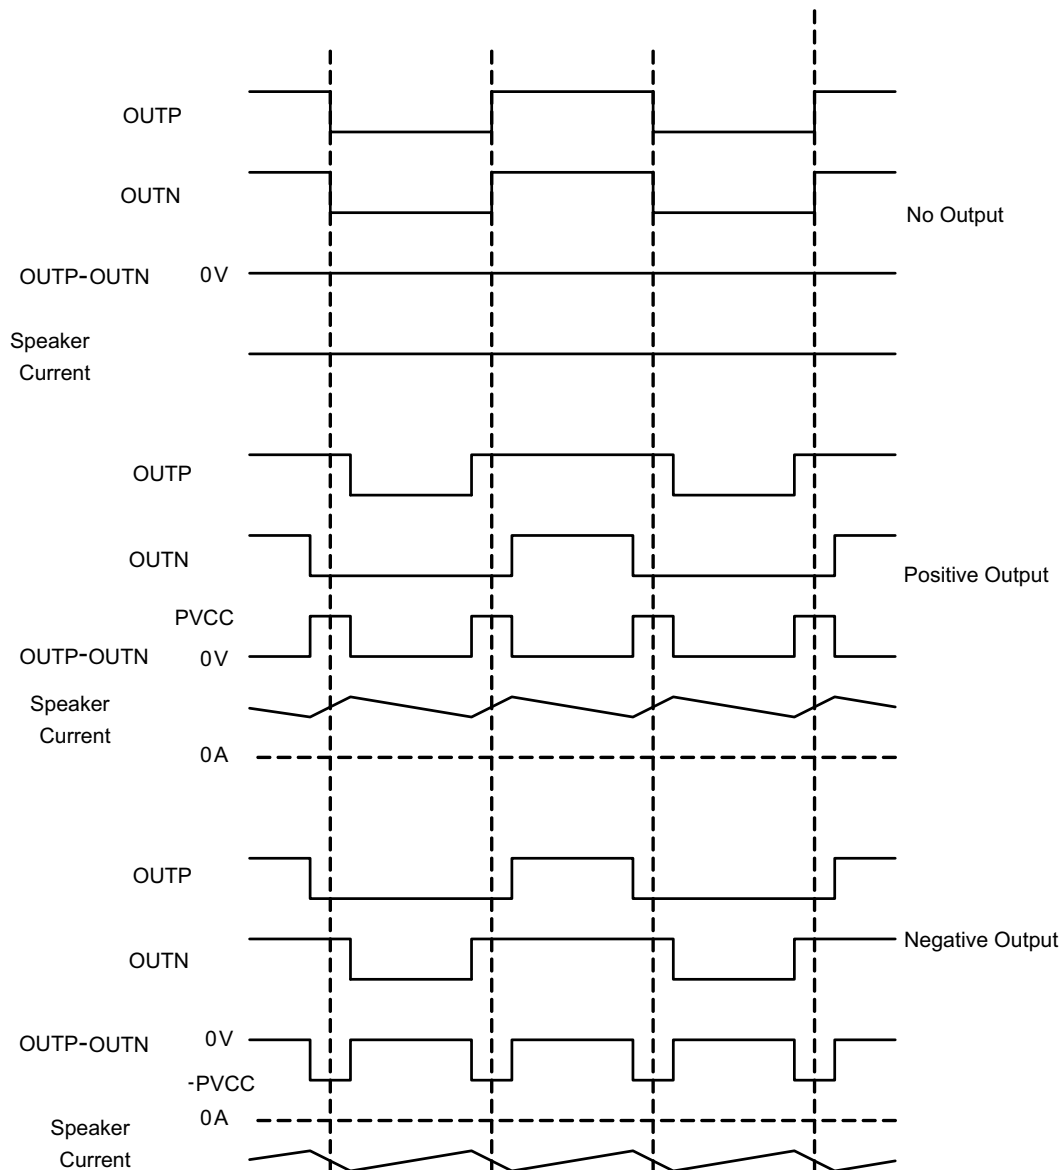 OUTP
OUTN
No Output
OUTP-OUTN 0V
Speaker
Current
OUTP
OUTN
Positive Output
PVCC
OUTP-OUTN 0V
Speaker
Current
0A
OUTP
Negative Output
OUTN
OUTP-OUTN 0V
-PVCC
0A
Speaker
Current